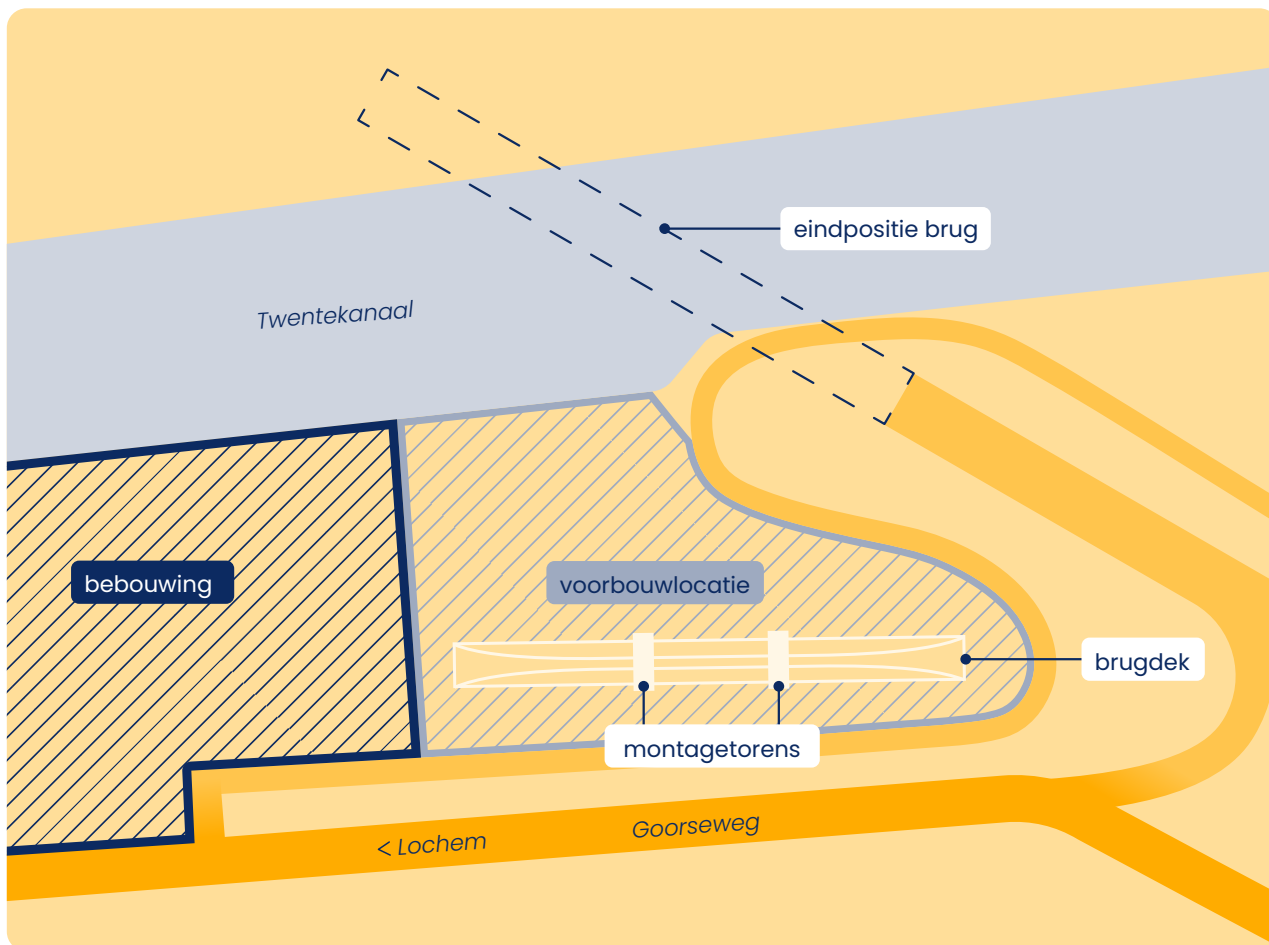 eindpositie brug
Twentekanaal
bebouwing
voorbouwlocatie
brugdek
montagetorens
Goorseweg
< Lochem